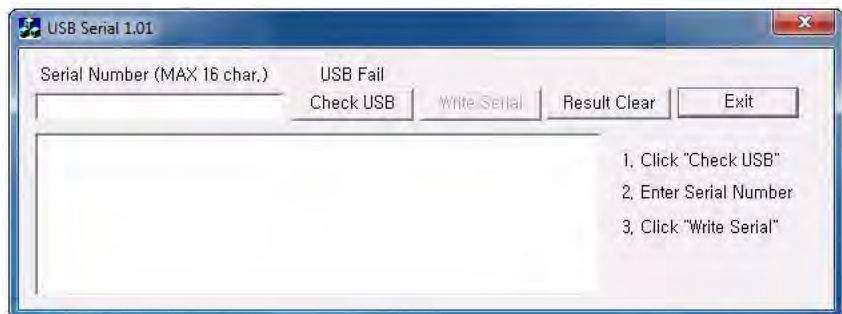 USB Serial 1.01
Serial Number (MAX 16 char,) USB Fail
Check USB Write Serial Result Clear Exit
1, Click "Check USB"
2, Enter Serial Number
3, Click "Write Serial"